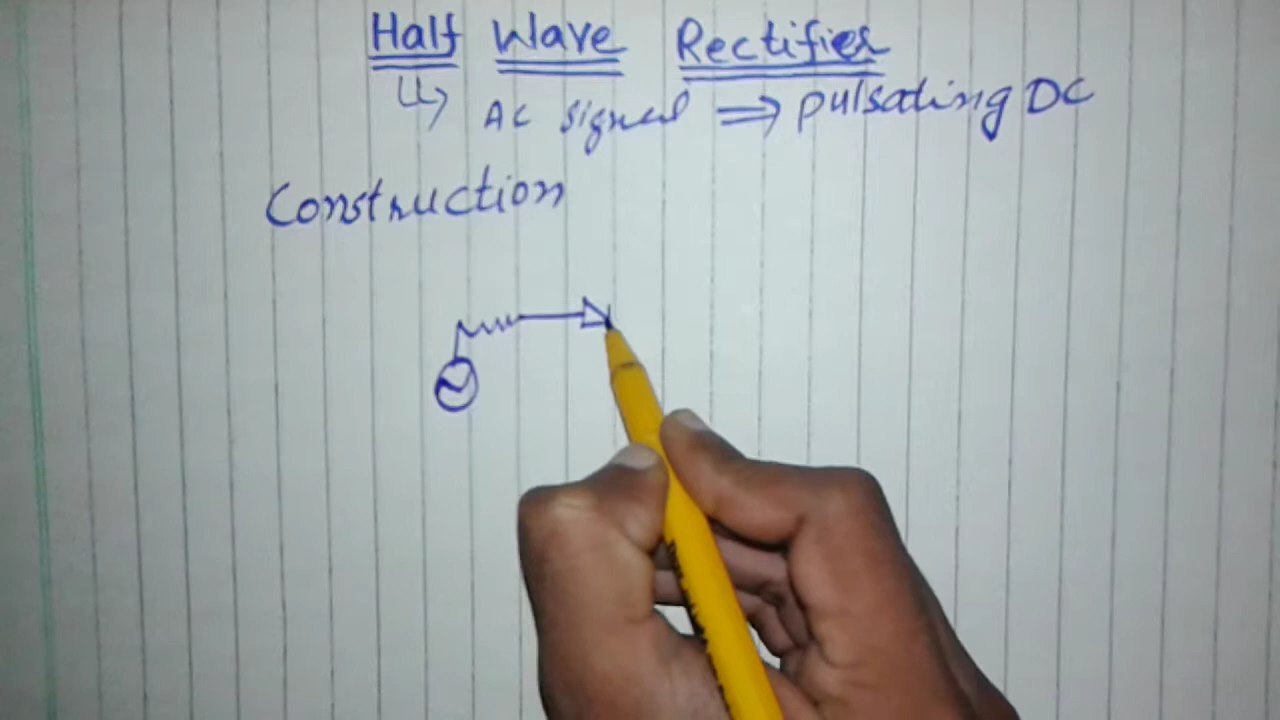 Half Wave Rectifier
↳ AC signal ⇒ pulsating DC
Construction